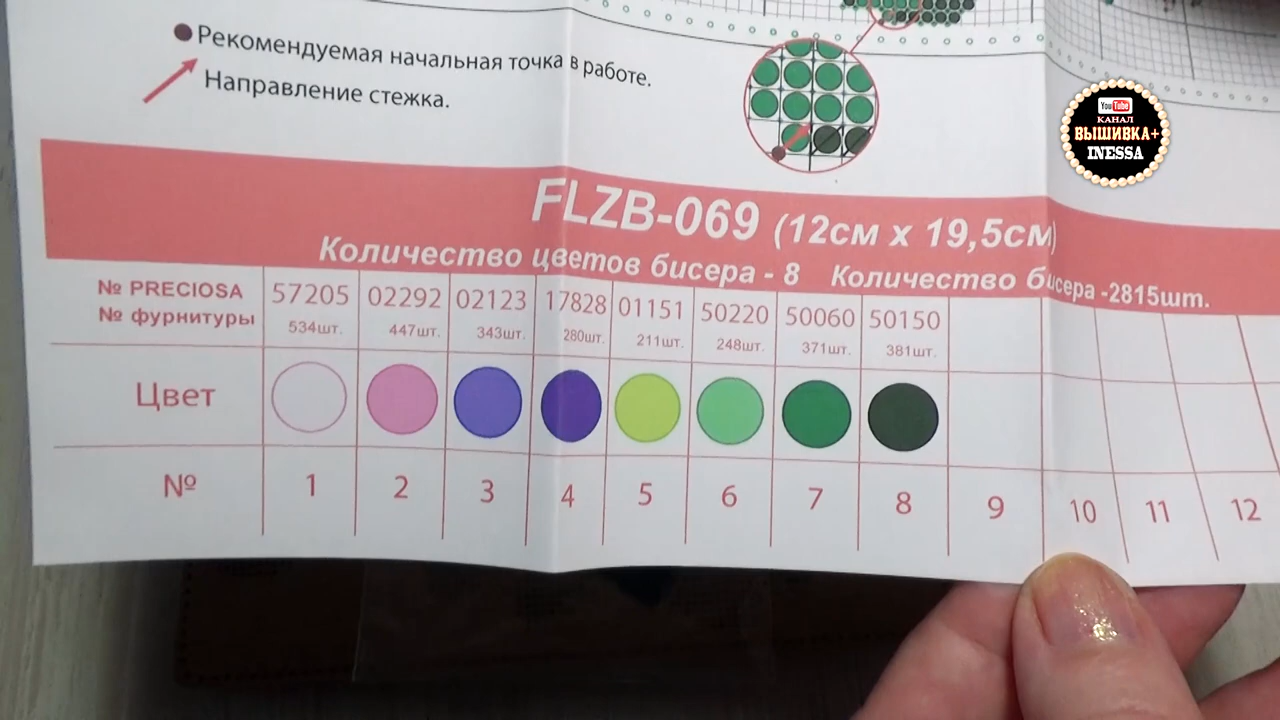 Рекомендуемая начальная точка в работе.
Направление стежка.
You Tube
КАНАЛ
ВЫШИВКА+
INESSA
FLZB-069 (12см х 19,5см)
Количество цветов бисера - 8 Количество бисера -2815шт.
№ PRECIOSA 57205 02292 02123 17828 01151 50220 50060 50150
№ фурнитуры 534шт. 447шт. 343шт. 280шт. 211шт. 248шт. 371шт. 381шт.
Цвет
№ 1 2 3 4 5 6 7 8 9 10 11 12